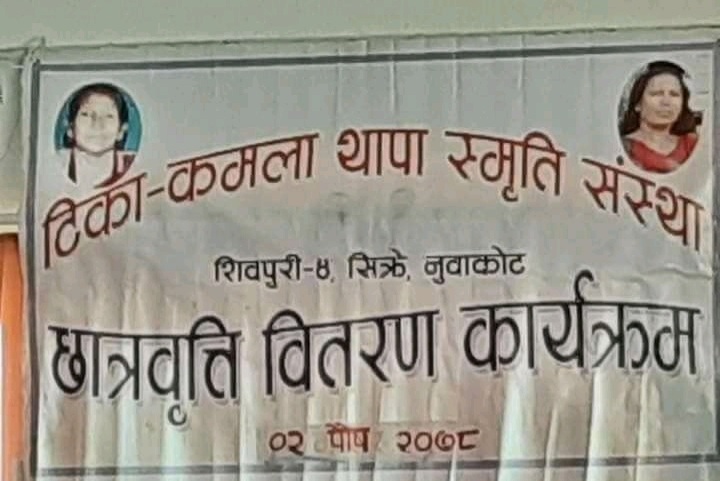 टिका-कमला थापा स्मृति संस्था
शिवपुरी-४, सिक्रे, नुवाकोट
छात्रवृत्ति वितरण कार्यक्रम
०२ पौष २०७८